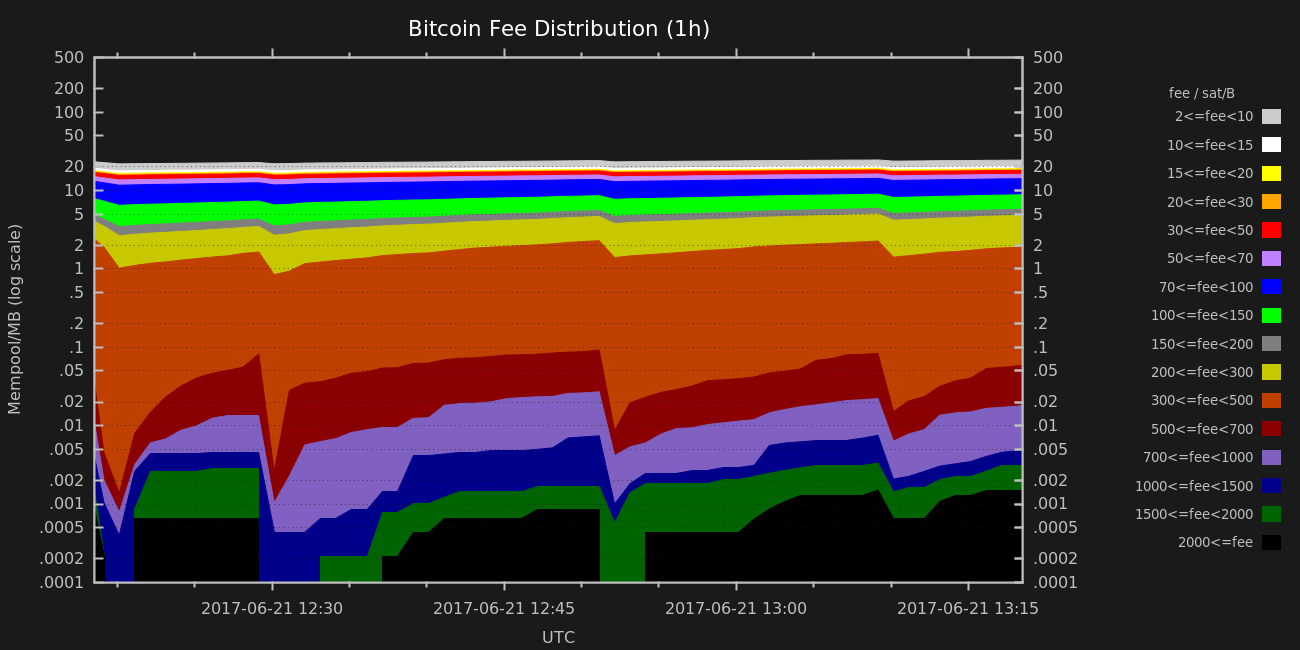 Bitcoin Fee Distribution (1h)
Mempool/MB (log scale)
500
200
100
50
20
10
5
2
1
.5
.2
.1
.05
.02
.01
.005
.002
.001
.0005
.0002
.0001
500
200
100
50
20
10
5
2
1
.5
.2
.1
.05
.02
.01
.005
.002
.001
.0005
.0002
.0001
2017-06-21 12:30 2017-06-21 12:45 2017-06-21 13:00 2017-06-21 13:15
UTC
fee / sat/B
2<=fee<10
10<=fee<15
15<=fee<20
20<=fee<30
30<=fee<50
50<=fee<70
70<=fee<100
100<=fee<150
150<=fee<200
200<=fee<300
300<=fee<500
500<=fee<700
700<=fee<1000
1000<=fee<1500
1500<=fee<2000
2000<=fee